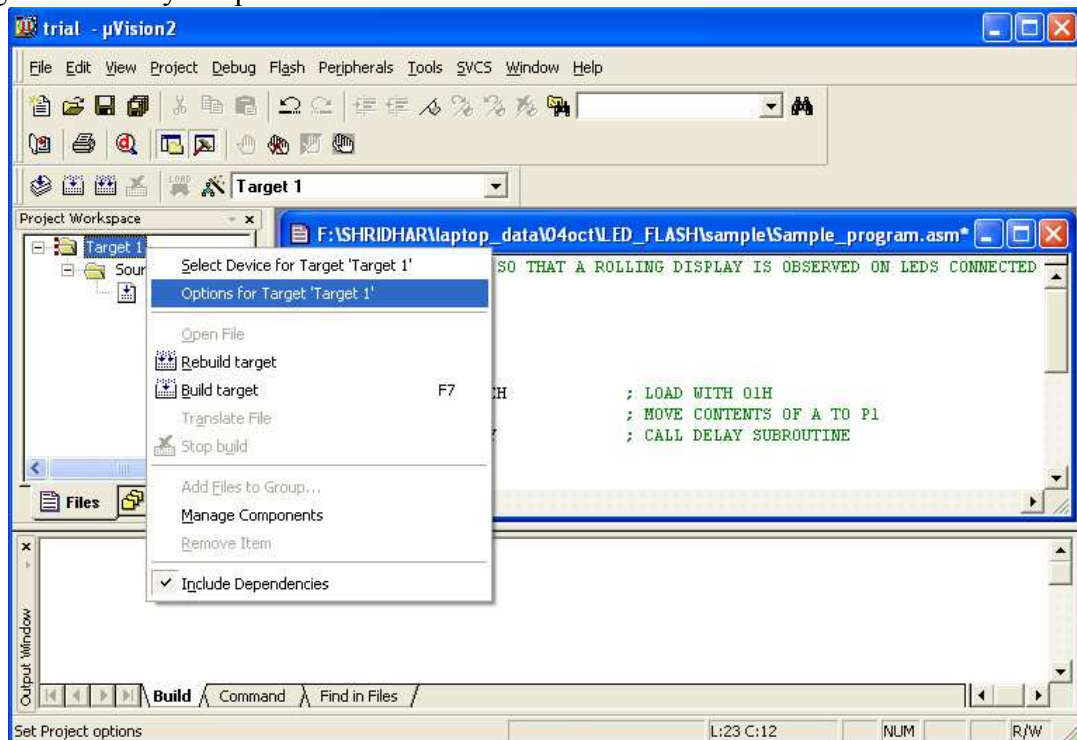 trial - µVision2
File Edit View Project Debug Flash Peripherals Tools SVCS Window Help
LOAD
Target 1
Project Workspace
F:\SHRIDHAR\laptop_data\04oct\LED_FLASH\sample\Sample_program.asm*
Target 1
Sour
SO THAT A ROLLING DISPLAY IS OBSERVED ON LEDS CONNECTED
Select Device for Target 'Target 1'
Options for Target 'Target 1'
Open File
Rebuild target
Build target F7
Translate File
Stop build
Add Files to Group...
Manage Components
Remove Item
Include Dependencies
; LOAD WITH 01H
; MOVE CONTENTS OF A TO P1
; CALL DELAY SUBROUTINE
Files
Output Window
Build Command Find in Files
Set Project options L:23 C:12 NUM R/W